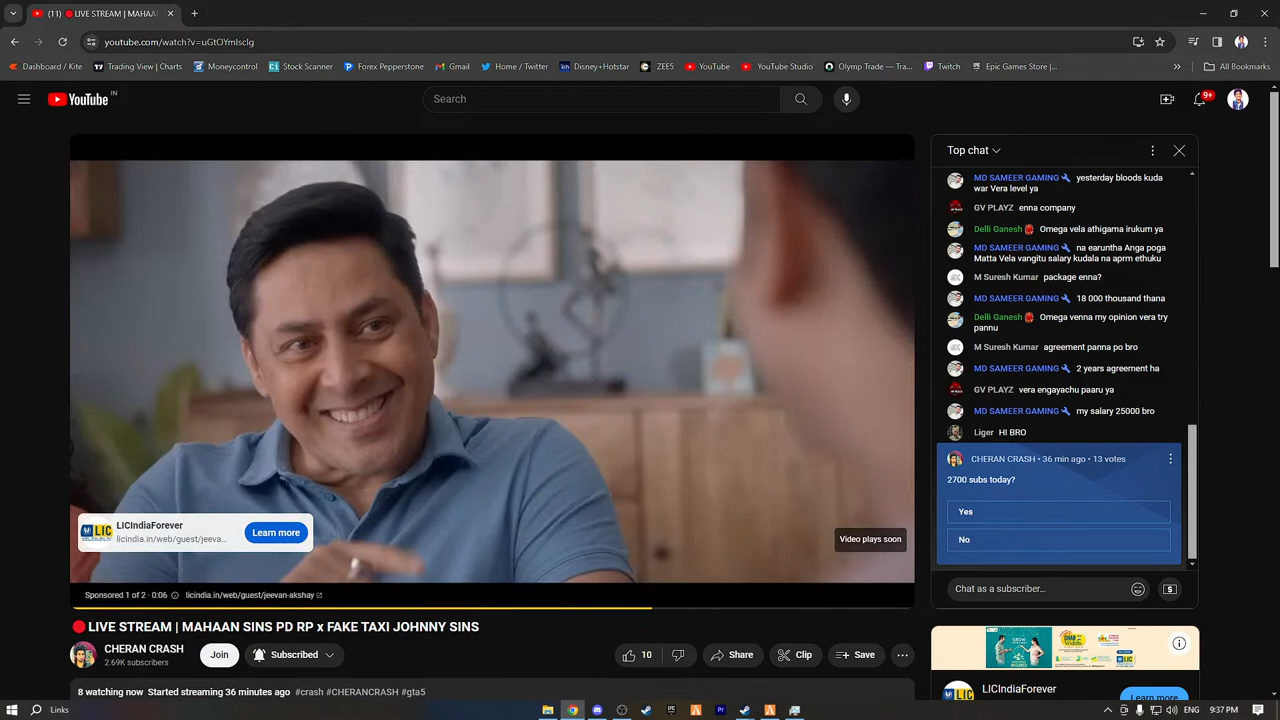 (11) 🔴LIVE STREAM | MAHAA
youtube.com/watch?v=uGtOYmIsclg
Dashboard / Kite
Trading View | Charts
Moneycontrol
Stock Scanner
Forex Pepperstone
Gmail
Home / Twitter
Disney+Hotstar
ZEE5
YouTube
YouTube Studio
Olymp Trade — Tra...
Twitch
Epic Games Store |...
All Bookmarks
YouTube IN
Search
9+
Top chat
MD SAMEER GAMING yesterday bloods kuda
war Vera level ya
GV PLAYZ enna company
Delli Ganesh Omega vela athigama irukum ya
MD SAMEER GAMING na earuntha Anga poga
Matta Vela vangitu salary kudala na aprm ethuku
M Suresh Kumar package enna?
MD SAMEER GAMING 18 000 thousand thana
Delli Ganesh Omega venna my opinion vera try
pannu
M Suresh Kumar agreement panna po bro
MD SAMEER GAMING 2 years agreement ha
GV PLAYZ vera engayachu paaru ya
MD SAMEER GAMING my salary 25000 bro
Liger HI BRO
CHERAN CRASH • 36 min ago • 13 votes
2700 subs today?
Yes
No
Chat as a subscriber...
LIC
LICIndiaForever
licindia.in/web/guest/jeeva...
Learn more
Video plays soon
Sponsored 1 of 2 · 0:06
licindia.in/web/guest/jeevan-akshay
🔴LIVE STREAM | MAHAAN SINS PD RP x FAKE TAXI JOHNNY SINS
CHERAN CRASH
2.69K subscribers
Join
Subscribed
10
Share
Clip
Save
8 watching now Started streaming 36 minutes ago #crash #CHERANCRASH #gta5
LIC
LICIndiaForever
Learn more
Links
ENG
9:37 PM